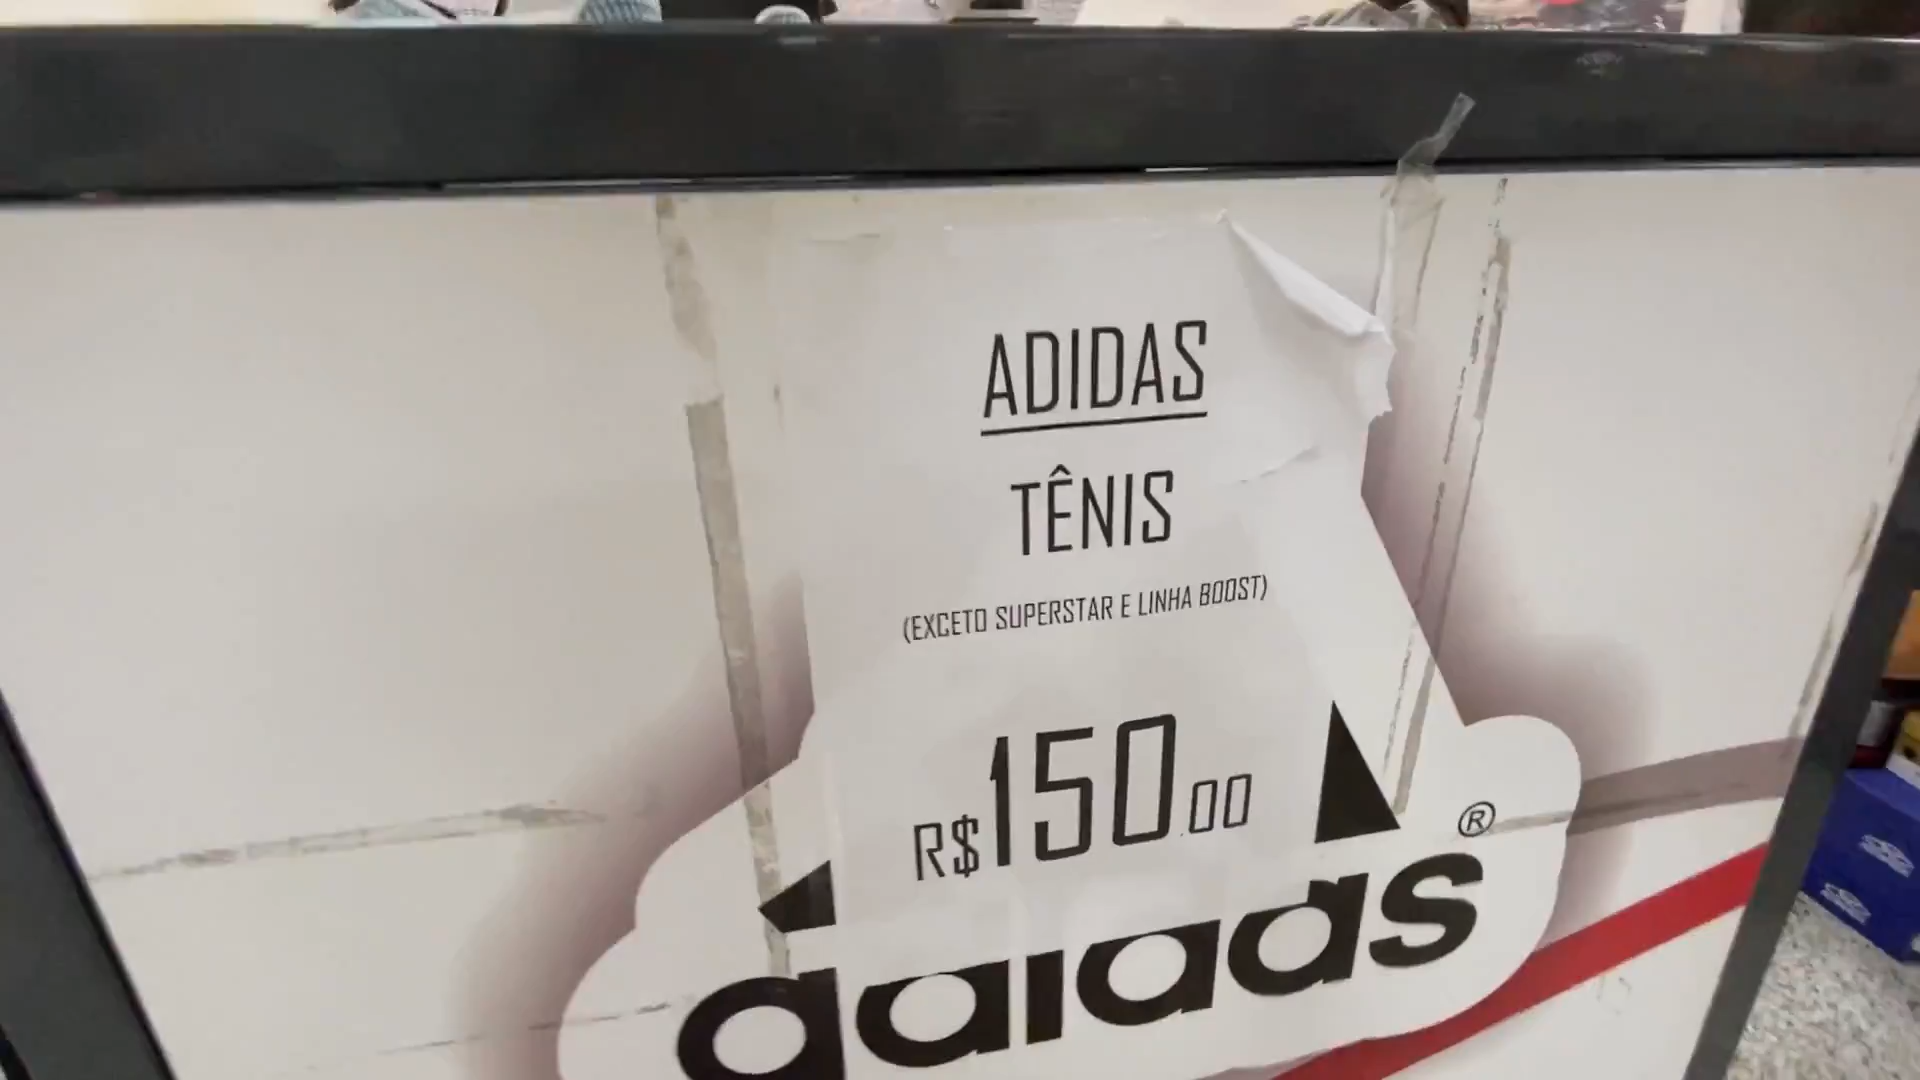 ADIDAS
TÊNIS
(EXCETO SUPERSTAR E LINHA BOOST)
R$150.00
®
adidas